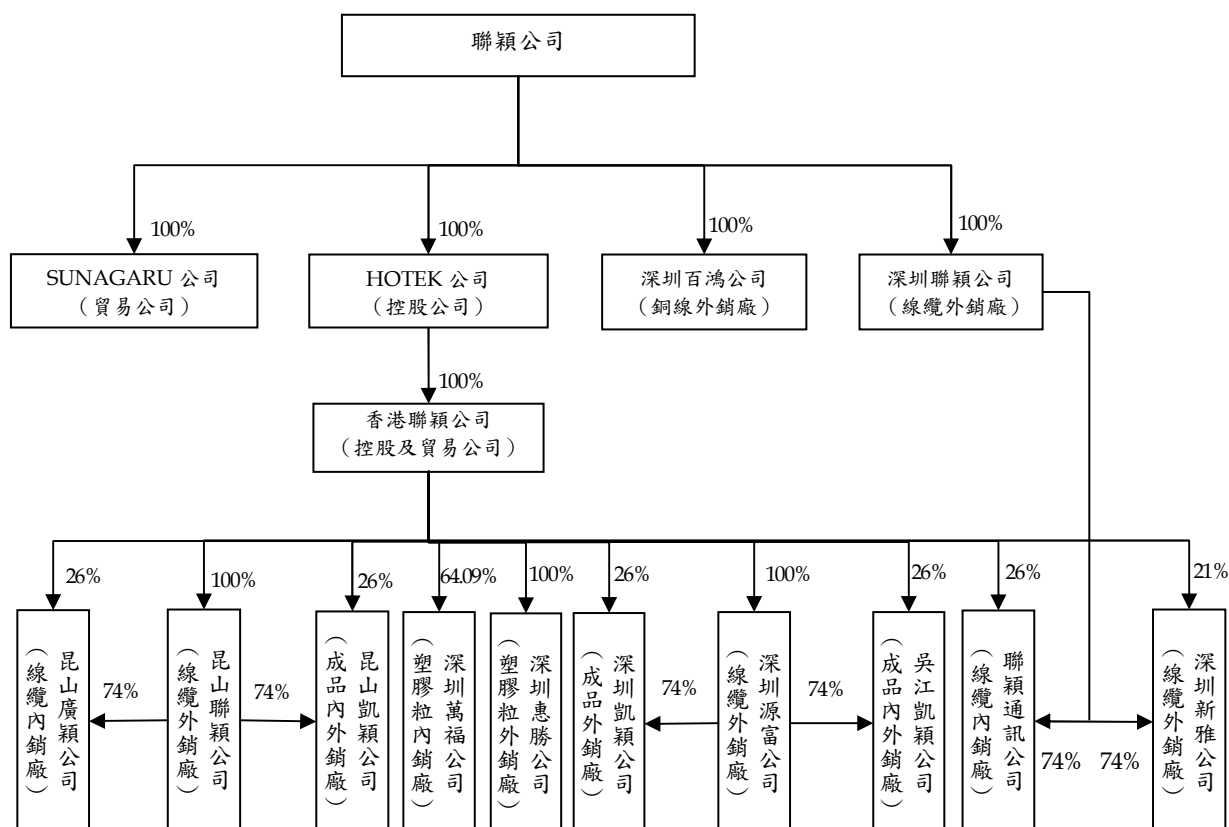 聯穎公司
100%
100%
100%
100%
SUNAGARU 公司
（貿易公司）
HOTEK 公司
（控股公司）
深圳百鴻公司
（銅線外銷廠）
深圳聯穎公司
（線纜外銷廠）
100%
香港聯穎公司
（控股及貿易公司）
26%
100%
26%
64.09%
100%
26%
100%
26%
26%
21%
昆山廣穎公司
（線纜內銷廠）
74%
昆山聯穎公司
（線纜外銷廠）
74%
昆山凱穎公司
（成品內外銷廠）
深圳萬福公司
（塑膠粒內銷廠）
深圳惠勝公司
（塑膠粒外銷廠）
深圳凱穎公司
（成品外銷廠）
74%
深圳源富公司
（線纜外銷廠）
74%
吳江凱穎公司
（成品內外銷廠）
聯穎通訊公司
（線纜內銷廠）
74%
74%
深圳新雅公司
（線纜外銷廠）